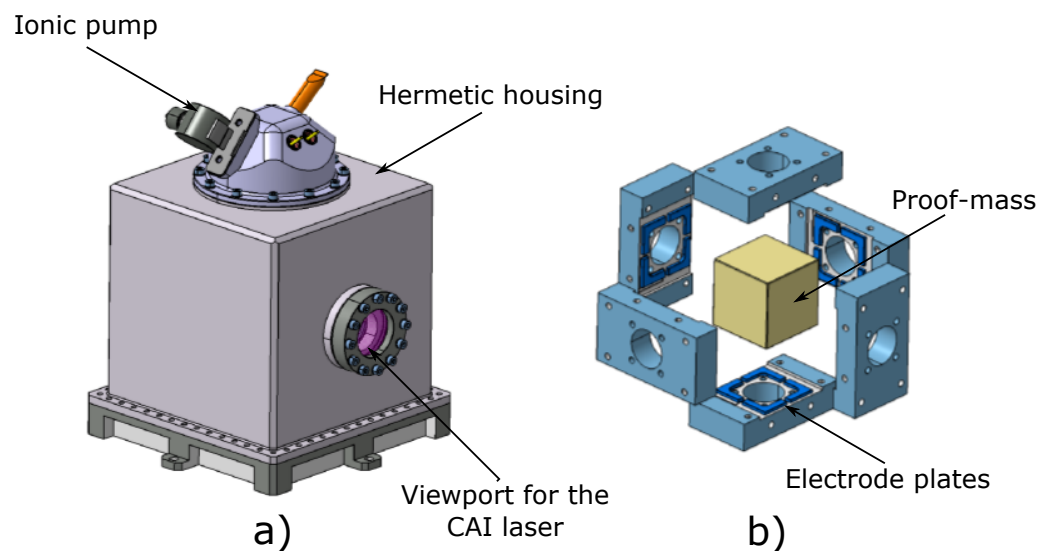 Ionic pump
Hermetic housing
Proof-mass
Electrode plates
Viewport for the
CAI laser
a)
b)